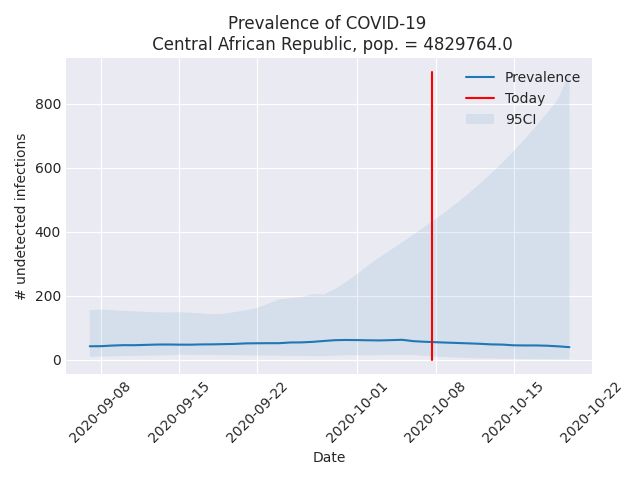 Prevalence of COVID-19
Central African Republic, pop. = 4829764.0
# undetected infections
800
600
400
200
0
Prevalence
Today
95CI
2020-09-08
2020-09-15
2020-09-22
2020-10-01
2020-10-08
2020-10-15
2020-10-22
Date